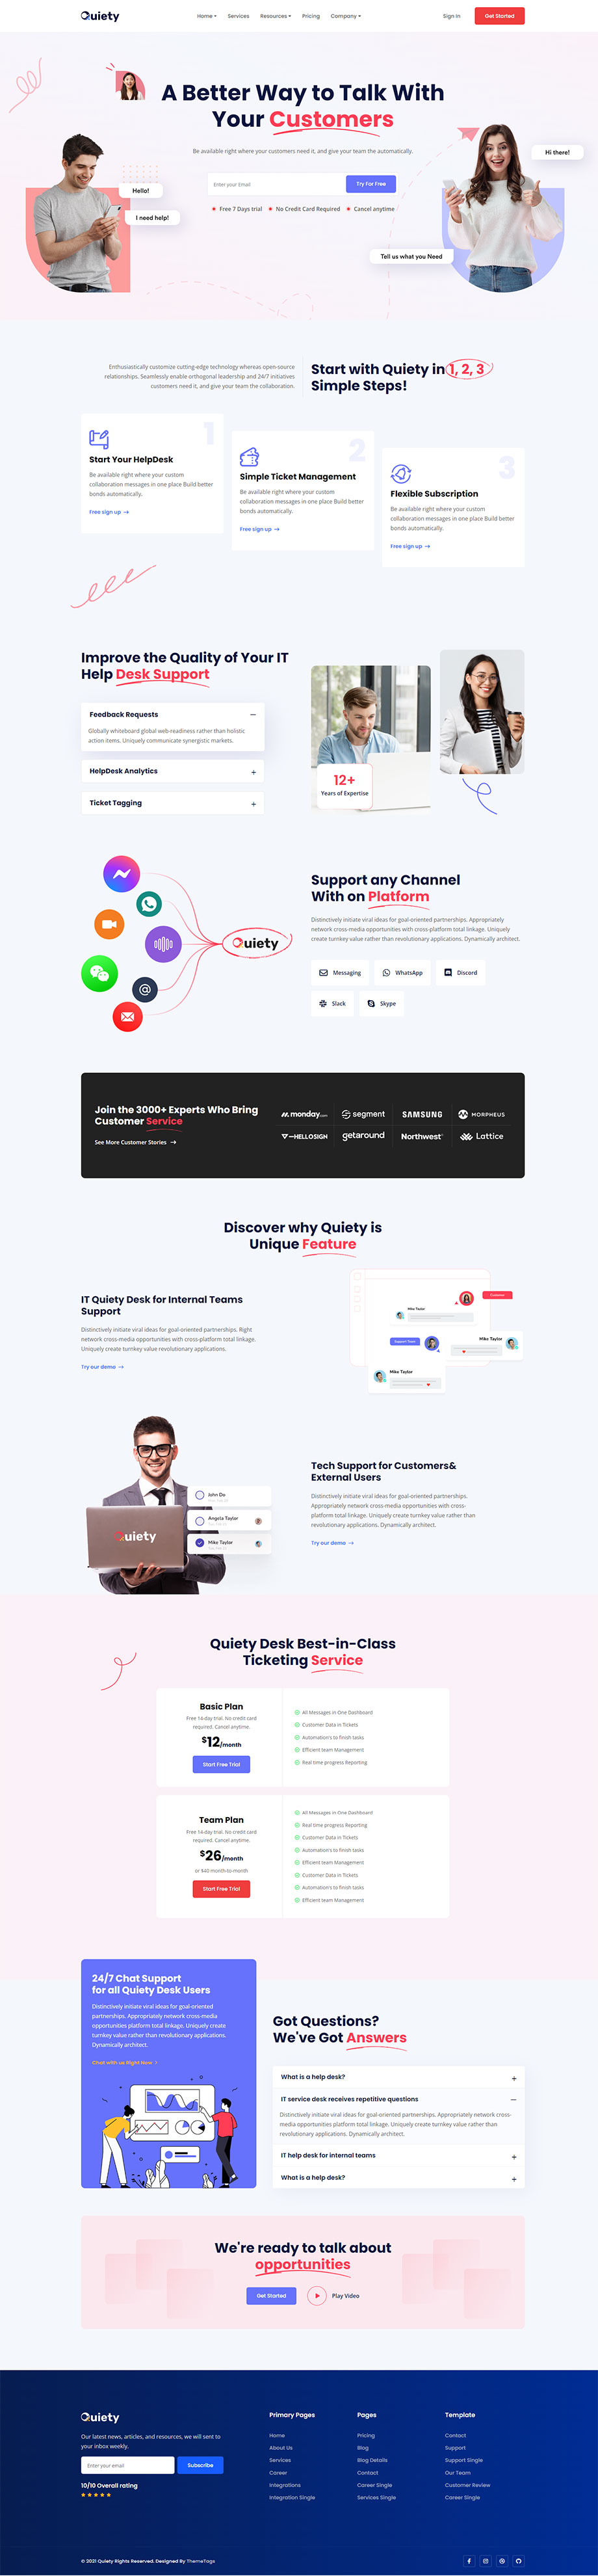 Quiety
Home
Services
Resources
Pricing
Company
Sign In
Get Started
A Better Way to Talk With
Your Customers
Be available right where your customers need it, and give your team the automatically.
Enter your Email
Try For Free
Free 7 Days trial
No Credit Card Required
Cancel anytime
Hello!
I need help!
Hi there!
Tell us what you Need
Enthusiastically customize cutting-edge technology whereas open-source
relationships. Seamlessly enable orthogonal leadership and 24/7 initiatives
customers need it, and give your team the collaboration.
Start with Quiety in 1, 2, 3
Simple Steps!
1
Start Your HelpDesk
Be available right where your custom
collaboration messages in one place Build better
bonds automatically.
Free sign up →
2
Simple Ticket Management
Be available right where your custom
collaboration messages in one place Build better
bonds automatically.
Free sign up →
3
Flexible Subscription
Be available right where your custom
collaboration messages in one place Build better
bonds automatically.
Free sign up →
Improve the Quality of Your IT
Help Desk Support
Feedback Requests
Globally whiteboard global web-readiness rather than holistic
action items. Uniquely communicate synergistic markets.
HelpDesk Analytics
Ticket Tagging
12+
Years of Expertise
Quiety
Support any Channel
With on Platform
Distinctively initiate viral ideas for goal-oriented partnerships. Appropriately
network cross-media opportunities with cross-platform total linkage. Uniquely
create turnkey value rather than revolutionary applications. Dynamically architect.
Messaging
WhatsApp
Discord
Slack
Skype
Join the 3000+ Experts Who Bring
Customer Service
See More Customer Stories →
monday.com
segment
SAMSUNG
MORPHEUS
HELLOSIGN
getaround
Northwest
Lattice
Discover why Quiety is
Unique Feature
IT Quiety Desk for Internal Teams
Support
Distinctively initiate viral ideas for goal-oriented partnerships. Right
network cross-media opportunities with cross-platform total linkage.
Uniquely create turnkey value revolutionary applications.
Try our demo →
Customer
Mike Taylor
Support Team
Mike Taylor
Mike Taylor
Quiety
John Do
Angela Taylor
Mike Taylor
Tech Support for Customers&
External Users
Distinctively initiate viral ideas for goal-oriented partnerships.
Appropriately network cross-media opportunities with cross-
platform total linkage. Uniquely create turnkey value rather than
revolutionary applications. Dynamically architect.
Try our demo →
Quiety Desk Best-in-Class
Ticketing Service
Basic Plan
Free 14-day trial. No credit card
required. Cancel anytime.
$12/month
Start Free Trial
All Messages in One Dashboard
Customer Data in Tickets
Automation's to finish tasks
Efficient team Management
Real time progress Reporting
Team Plan
Free 14-day trial. No credit card
required. Cancel anytime.
$26/month
or $40 month-to-month
Start Free Trial
All Messages in One Dashboard
Real time progress Reporting
Customer Data in Tickets
Automation's to finish tasks
Efficient team Management
Customer Data in Tickets
Automation's to finish tasks
Efficient team Management
24/7 Chat Support
for all Quiety Desk Users
Distinctively initiate viral ideas for goal-oriented
partnerships. Appropriately network cross-media
opportunities platform total linkage. Uniquely create
turnkey value than revolutionary applications.
Dynamically architect.
Chat with us Right Now
Got Questions?
We've Got Answers
What is a help desk?
IT service desk receives repetitive questions
Distinctively initiate viral ideas for goal-oriented partnerships. Appropriately network cross-
media opportunities with cross-platform total linkage. Uniquely create turnkey value rather than
revolutionary applications. Dynamically architect.
IT help desk for internal teams
What is a help desk?
We're ready to talk about
opportunities
Get Started
Play Video
Quiety
Our latest news, articles, and resources, we will sent to
your inbox weekly.
Enter your email
Subscribe
10/10 Overall rating
Primary Pages
Home
About Us
Services
Career
Integrations
Integration Single
Pages
Pricing
Blog
Blog Details
Contact
Career Single
Services Single
Template
Contact
Support
Support Single
Our Team
Customer Review
Career Single
© 2021 Quiety Rights Reserved. Designed By ThemeTags